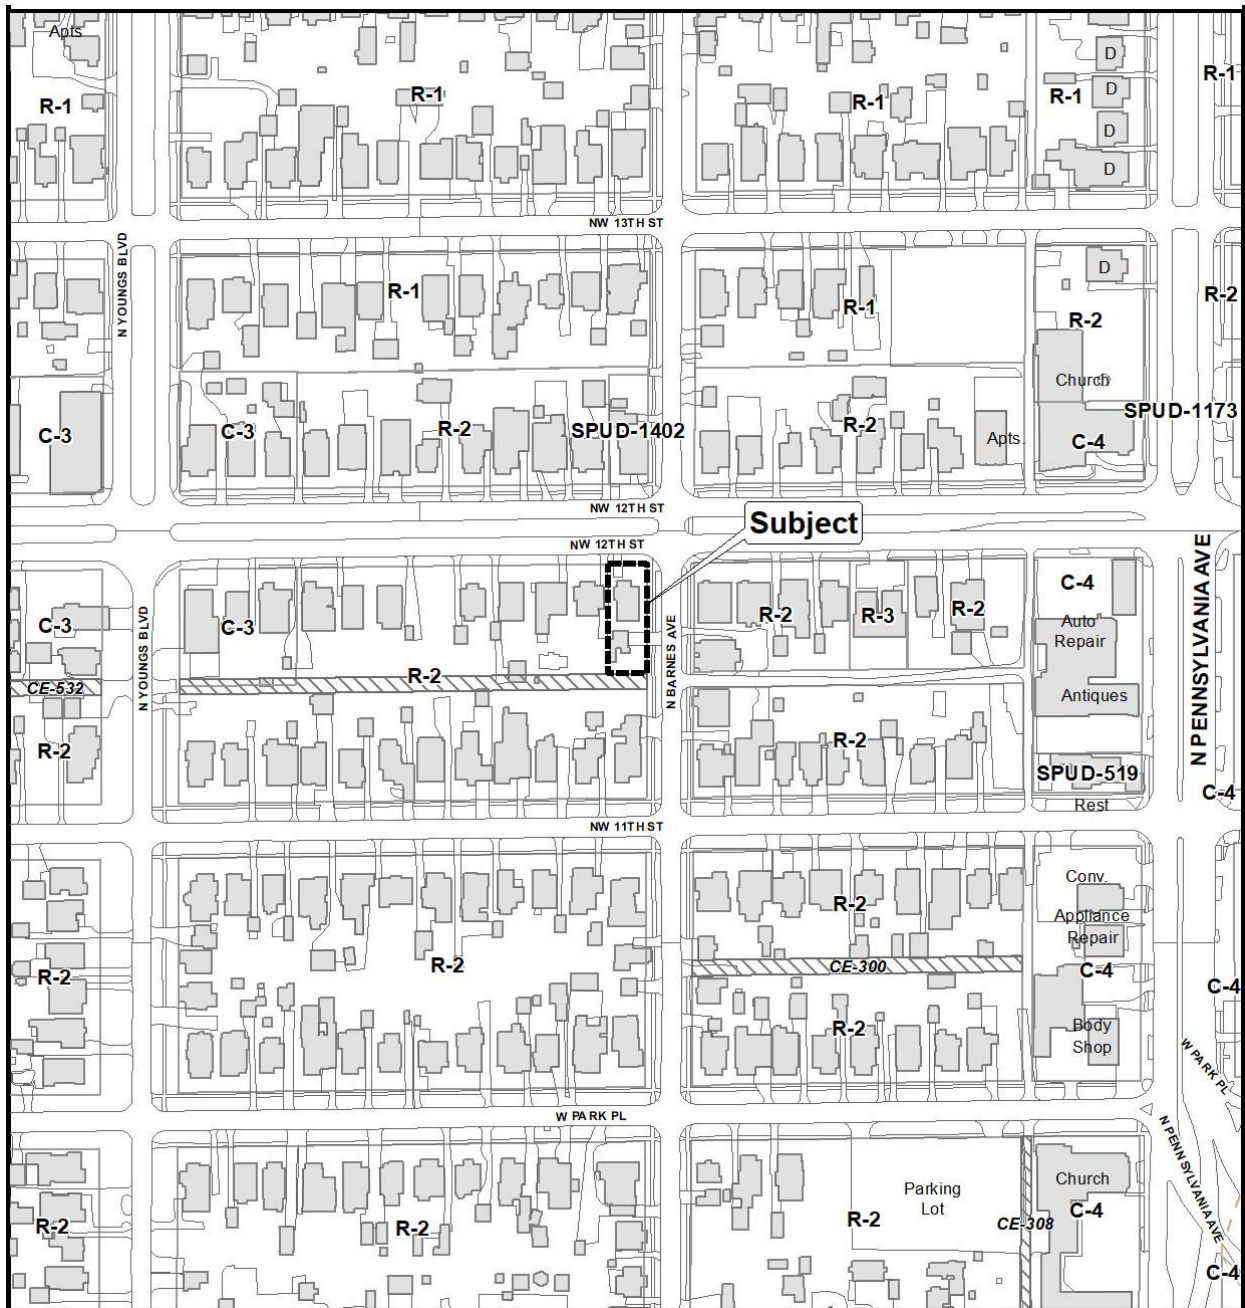 Apts.
R-1
R-1
R-1
R-1
R-1
D
D
D
D
NW 13TH ST
N YOUNGS BLVD
R-1
R-1
D
R-2
R-2
Church
C-3
C-3
R-2
SPUD-1402
R-2
Apts.
C-4
SPUD-1173
NW 12TH ST
Subject
NW 12TH ST
N YOUNGS BLVD
N BARNES AVE
N PENNSYLVANIA AVE
C-3
C-3
R-2
R-3
R-2
C-4
Auto
Repair
CE-532
R-2
Antiques
R-2
R-2
SPUD-519
C-4
Rest
NW 11TH ST
Conv.
R-2
Appliance
Repair
R-2
R-2
CE-300
C-4
C-4
R-2
Body
Shop
W PARK PL
W PARK PL
N PENNSYLVANIA AVE
Church
Parking
Lot
R-2
R-2
R-2
CE-308
C-4
C-4